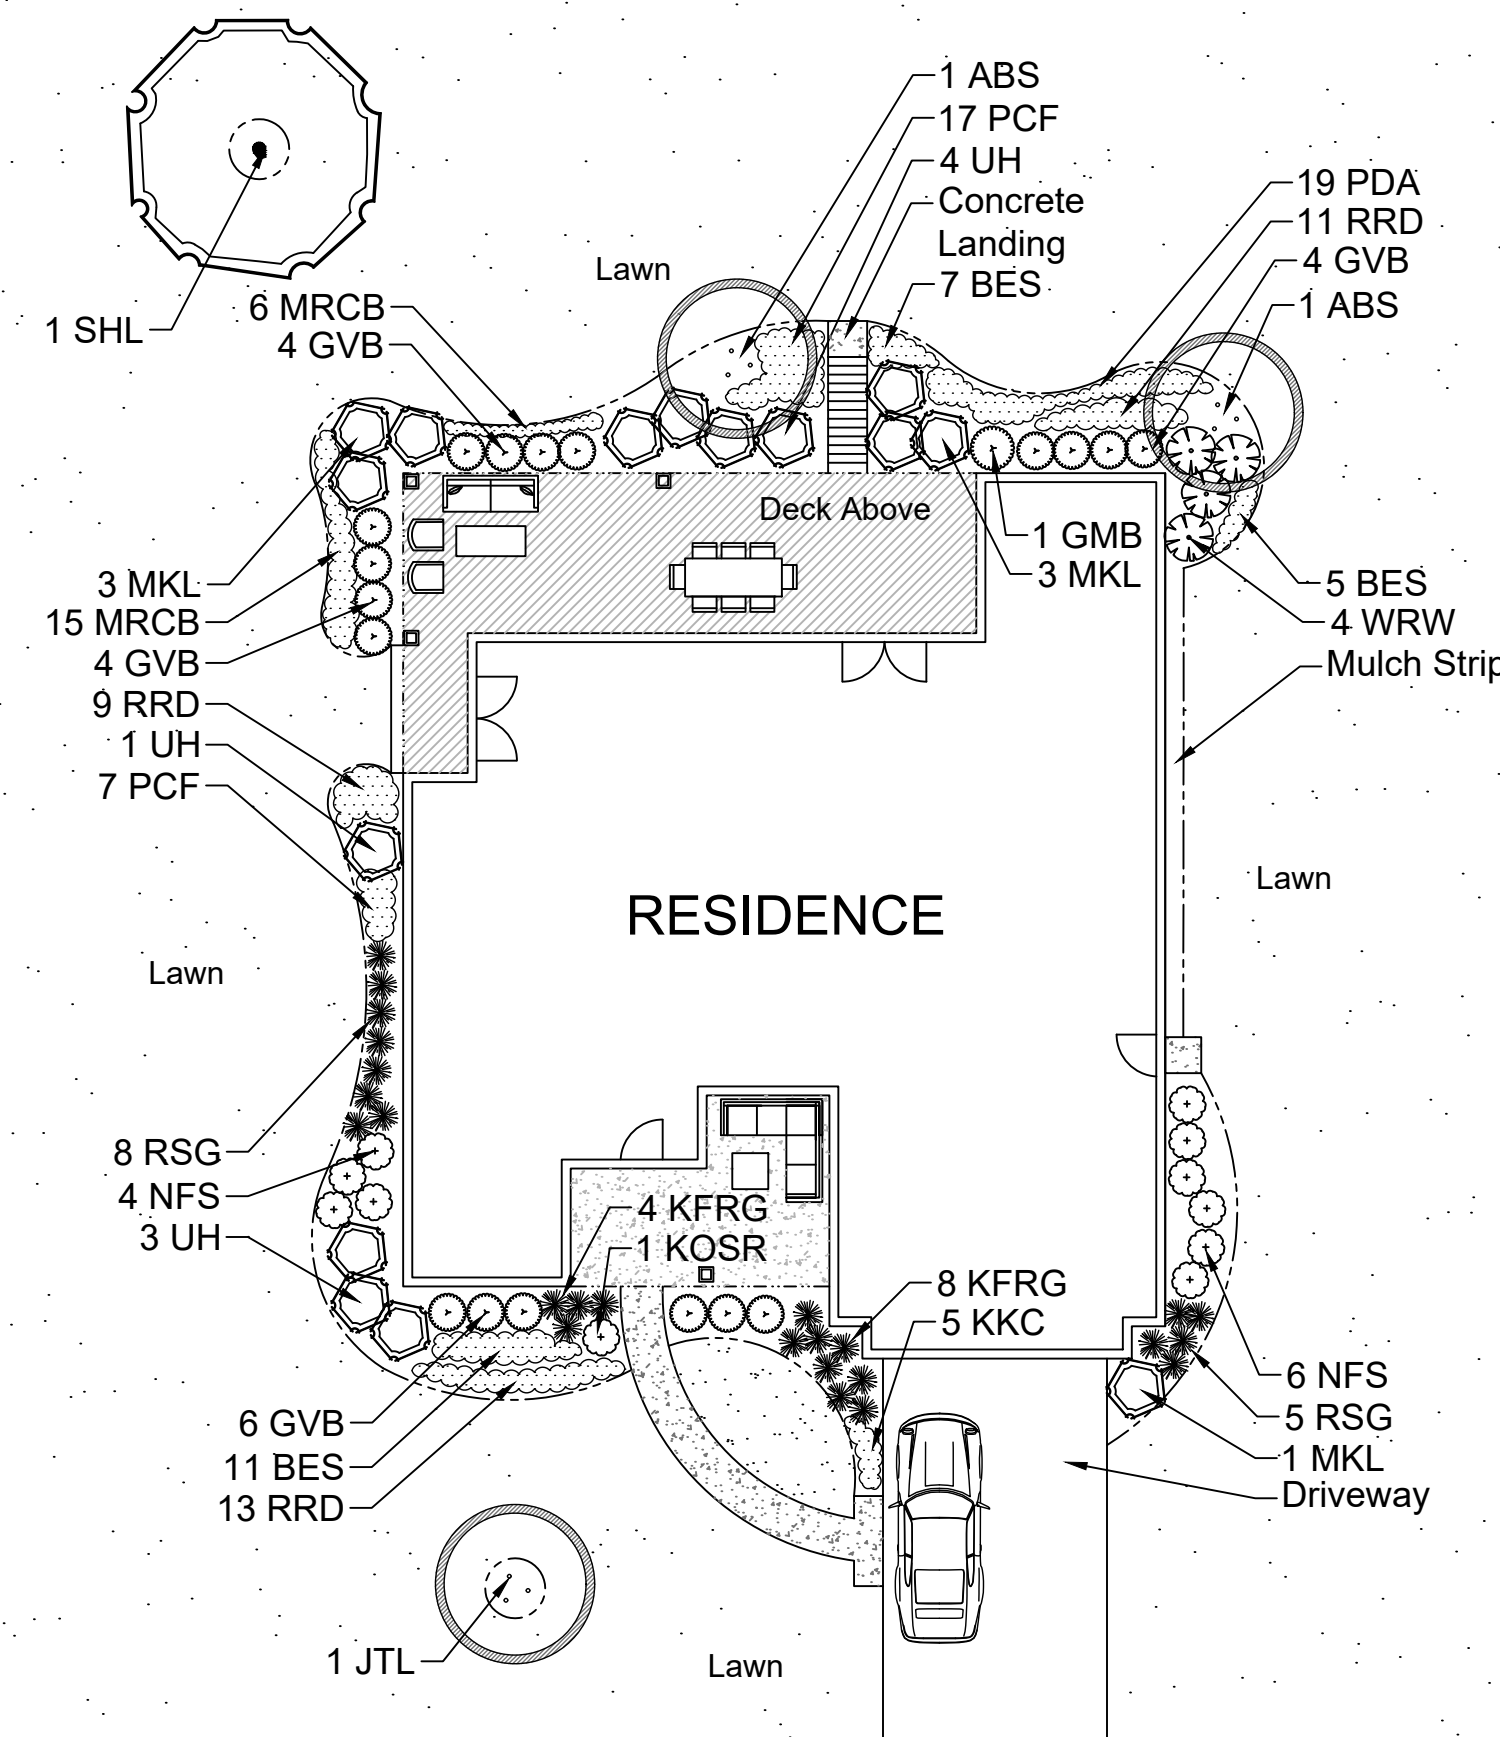 1 ABS
17 PCF
4 UH
Concrete
Landing
7 BES
19 PDA
11 RRD
4 GVB
1 ABS
Lawn
6 MRCB
4 GVB
1 SHL
Deck Above
1 GMB
3 MKL
3 MKL
15 MRCB
4 GVB
9 RRD
1 UH
7 PCF
5 BES
4 WRW
Mulch Strip
Lawn
RESIDENCE
Lawn
8 RSG
4 NFS
3 UH
4 KFRG
1 KOSR
8 KFRG
5 KKC
6 NFS
5 RSG
1 MKL
Driveway
6 GVB
11 BES
13 RRD
1 JTL
Lawn